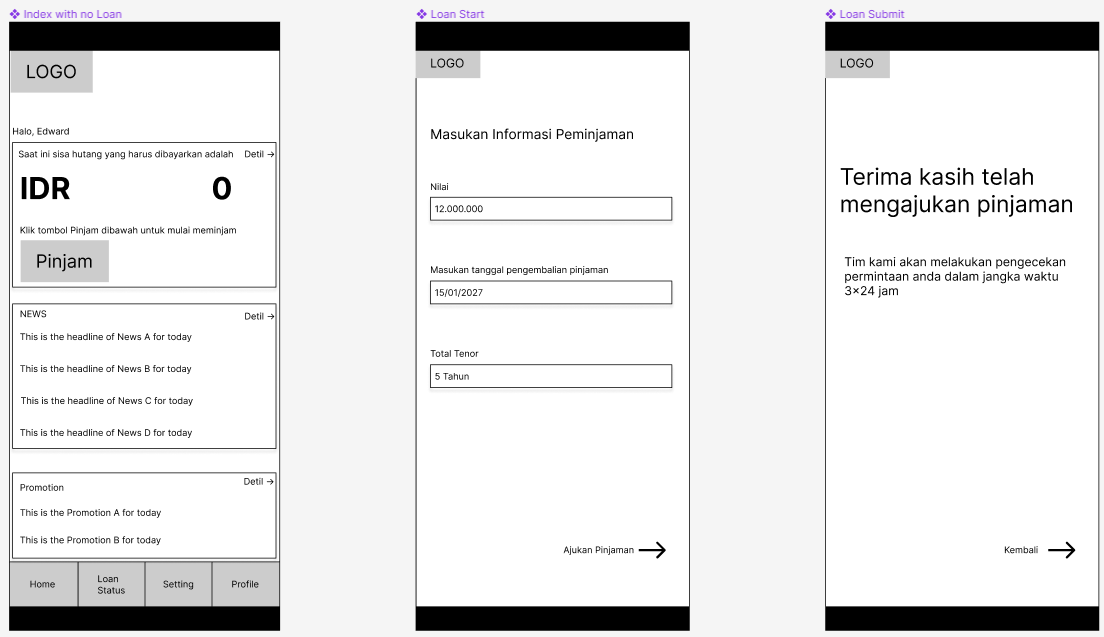 Index with no Loan
LOGO
Halo, Edward
Saat ini sisa hutang yang harus dibayarkan adalah
Detil →
IDR 0
Klik tombol Pinjam dibawah untuk mulai meminjam
Pinjam
NEWS
Detil →
This is the headline of News A for today
This is the headline of News B for today
This is the headline of News C for today
This is the headline of News D for today
Promotion
Detil →
This is the Promotion A for today
This is the Promotion B for today
Home
Loan
Status
Setting
Profile
Loan Start
LOGO
Masukan Informasi Peminjaman
Nilai
12.000.000
Masukan tanggal pengembalian pinjaman
15/01/2027
Total Tenor
5 Tahun
Ajukan Pinjaman →
Loan Submit
LOGO
Terima kasih telah
mengajukan pinjaman
Tim kami akan melakukan pengecekan
permintaan anda dalam jangka waktu
3x24 jam
Kembali →